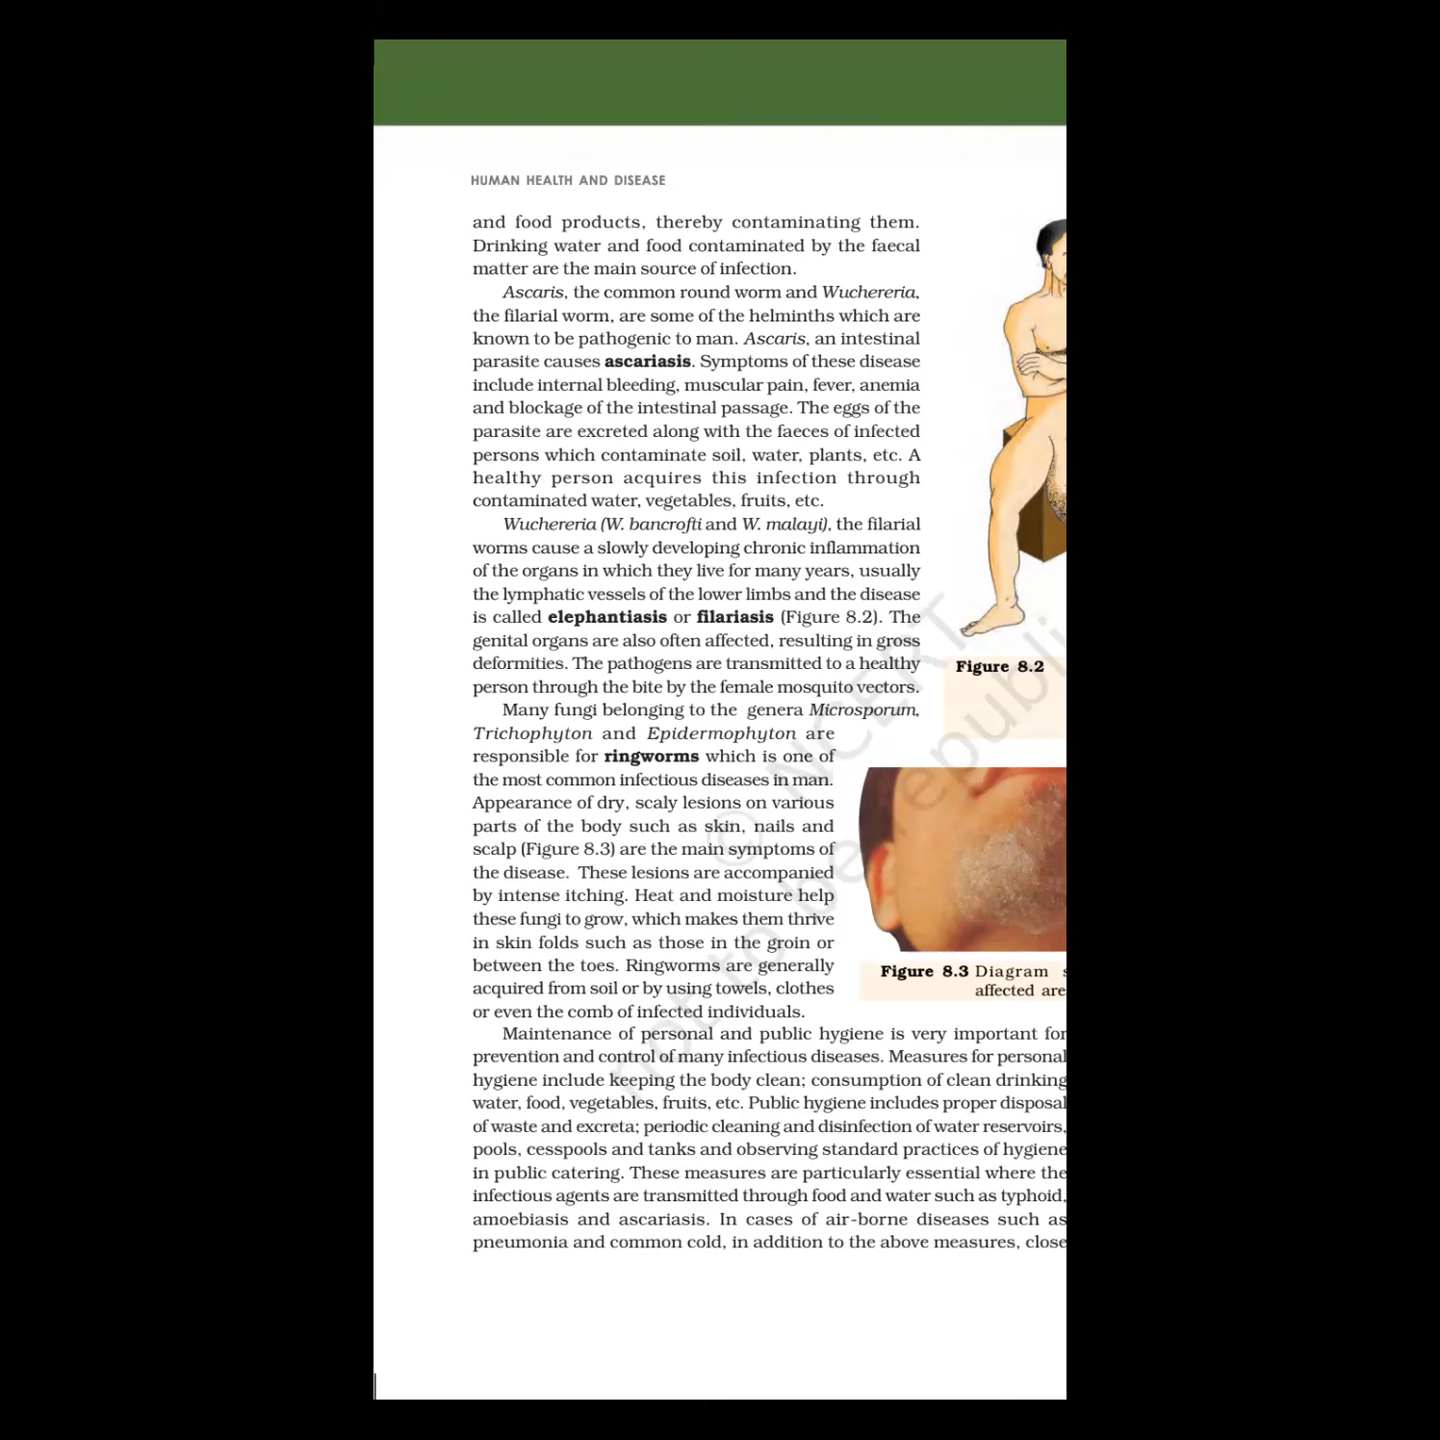 HUMAN HEALTH AND DISEASE
and food products, thereby contaminating them.
Drinking water and food contaminated by the faecal
matter are the main source of infection.
Ascaris, the common round worm and Wuchereria,
the filarial worm, are some of the helminths which are
known to be pathogenic to man. Ascaris, an intestinal
parasite causes ascariasis. Symptoms of these disease
include internal bleeding, muscular pain, fever, anemia
and blockage of the intestinal passage. The eggs of the
parasite are excreted along with the faeces of infected
persons which contaminate soil, water, plants, etc. A
healthy person acquires this infection through
contaminated water, vegetables, fruits, etc.
Wuchereria (W. bancrofti and W. malayi), the filarial
worms cause a slowly developing chronic inflammation
of the organs in which they live for many years, usually
the lymphatic vessels of the lower limbs and the disease
is called elephantiasis or filariasis (Figure 8.2). The
genital organs are also often affected, resulting in gross
deformities. The pathogens are transmitted to a healthy
person through the bite by the female mosquito vectors.
Many fungi belonging to the genera Microsporum,
Trichophyton and Epidermophyton are
responsible for ringworms which is one of
the most common infectious diseases in man.
Appearance of dry, scaly lesions on various
parts of the body such as skin, nails and
scalp (Figure 8.3) are the main symptoms of
the disease. These lesions are accompanied
by intense itching. Heat and moisture help
these fungi to grow, which makes them thrive
in skin folds such as those in the groin or
between the toes. Ringworms are generally
acquired from soil or by using towels, clothes
or even the comb of infected individuals.
Figure 8.2
Figure 8.3 Diagram s
affected are
Maintenance of personal and public hygiene is very important for
prevention and control of many infectious diseases. Measures for personal
hygiene include keeping the body clean; consumption of clean drinking
water, food, vegetables, fruits, etc. Public hygiene includes proper disposal
of waste and excreta; periodic cleaning and disinfection of water reservoirs,
pools, cesspools and tanks and observing standard practices of hygiene
in public catering. These measures are particularly essential where the
infectious agents are transmitted through food and water such as typhoid,
amoebiasis and ascariasis. In cases of air-borne diseases such as
pneumonia and common cold, in addition to the above measures, close
© NCERT
not to be republi